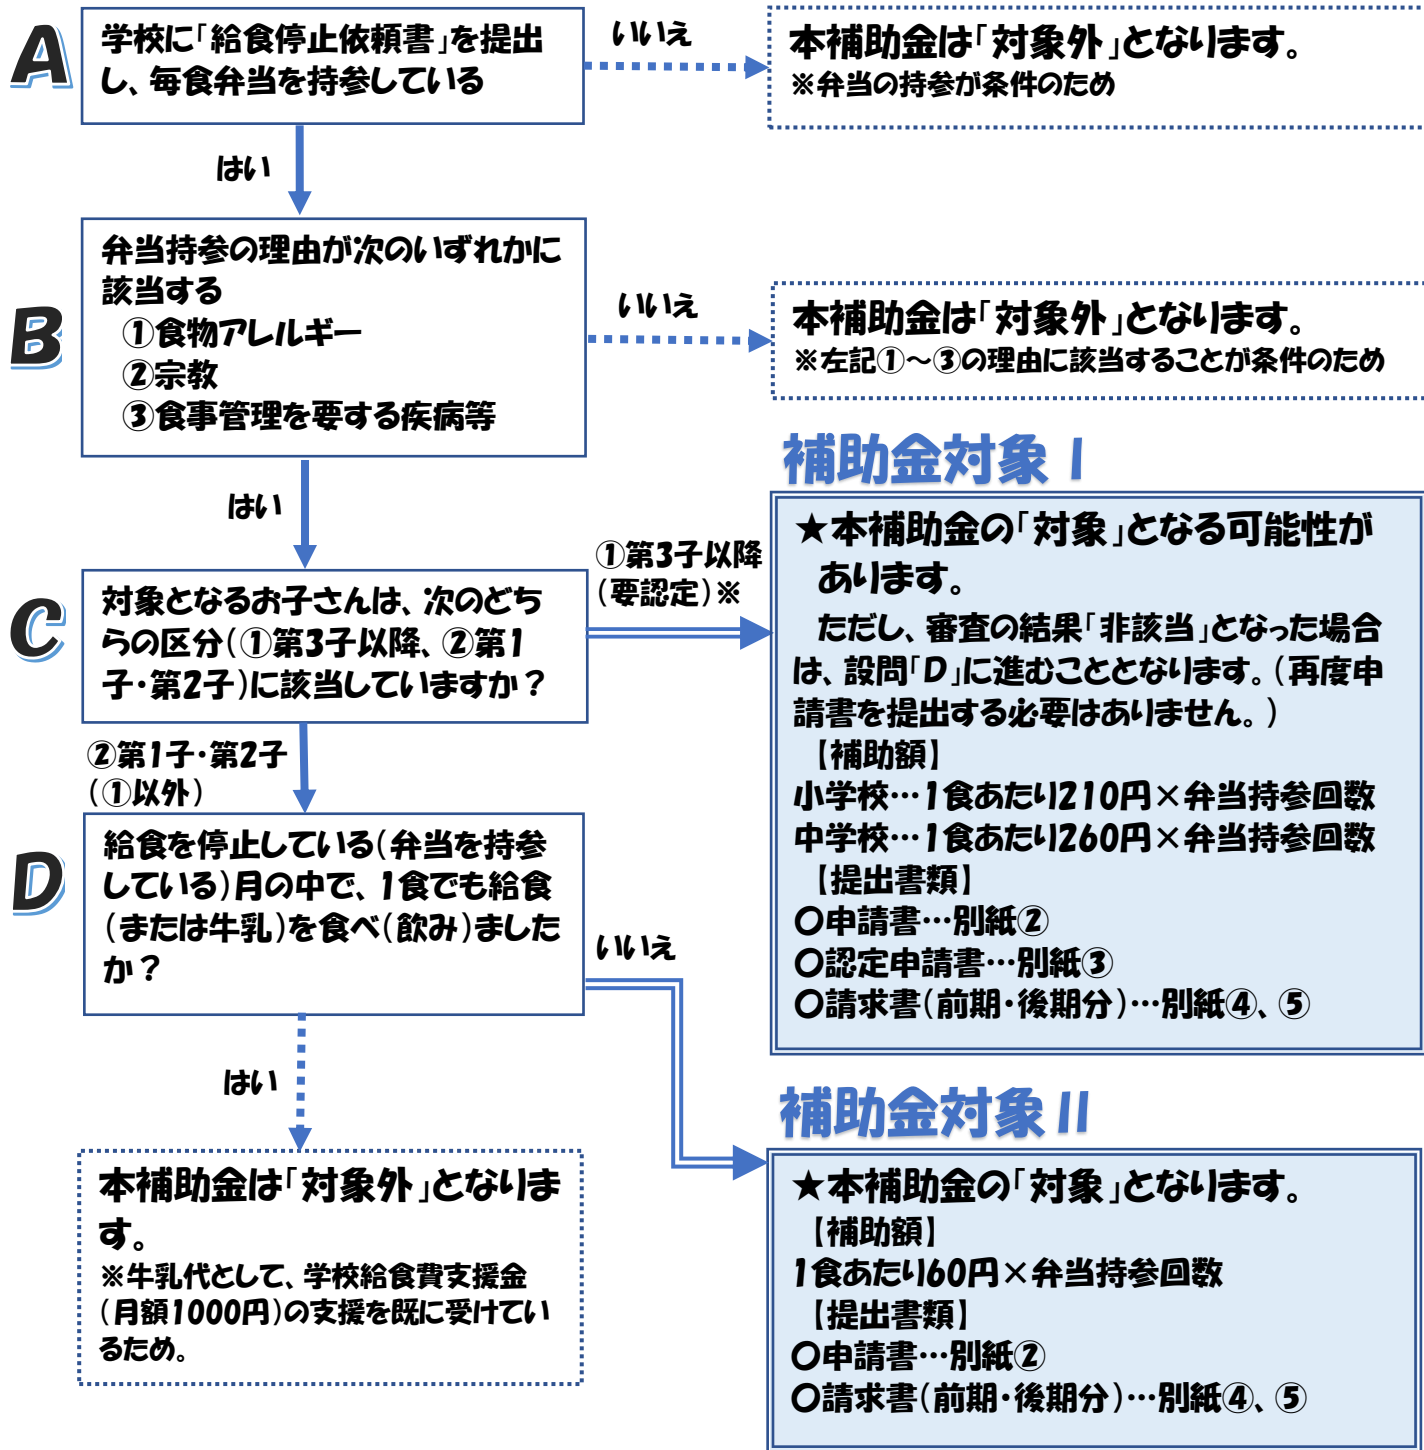 A
学校に「給食停止依頼書」を提出
し、毎食弁当を持参している
いいえ
本補助金は「対象外」となります。
※弁当の持参が条件のため
はい
B
弁当持参の理由が次のいずれかに
該当する
①食物アレルギー
②宗教
③食事管理を要する疾病等
いいえ
本補助金は「対象外」となります。
※左記①～③の理由に該当することが条件のため
はい
C
対象となるお子さんは、次のどち
らの区分(①第3子以降、②第1
子・第2子)に該当していますか？
①第3子以降
(要認定)※
補助金対象Ⅰ
★本補助金の「対象」となる可能性が
あります。
ただし、審査の結果「非該当」となった場合
は、設問「D」に進むこととなります。(再度申
請書を提出する必要はありません。)
【補助額】
小学校…1食あたり210円×弁当持参回数
中学校…1食あたり260円×弁当持参回数
【提出書類】
〇申請書…別紙②
〇認定申請書…別紙③
〇請求書(前期・後期分)…別紙④、⑤
②第1子・第2子
(①以外)
D
給食を停止している(弁当を持参
している)月の中で、1食でも給食
(または牛乳)を食べ(飲み)ました
か？
いいえ
はい
本補助金は「対象外」となりま
す。
※牛乳代として、学校給食費支援金
(月額1000円)の支援を既に受けてい
るため。
補助金対象Ⅱ
★本補助金の「対象」となります。
【補助額】
1食あたり60円×弁当持参回数
【提出書類】
〇申請書…別紙②
〇請求書(前期・後期分)…別紙④、⑤